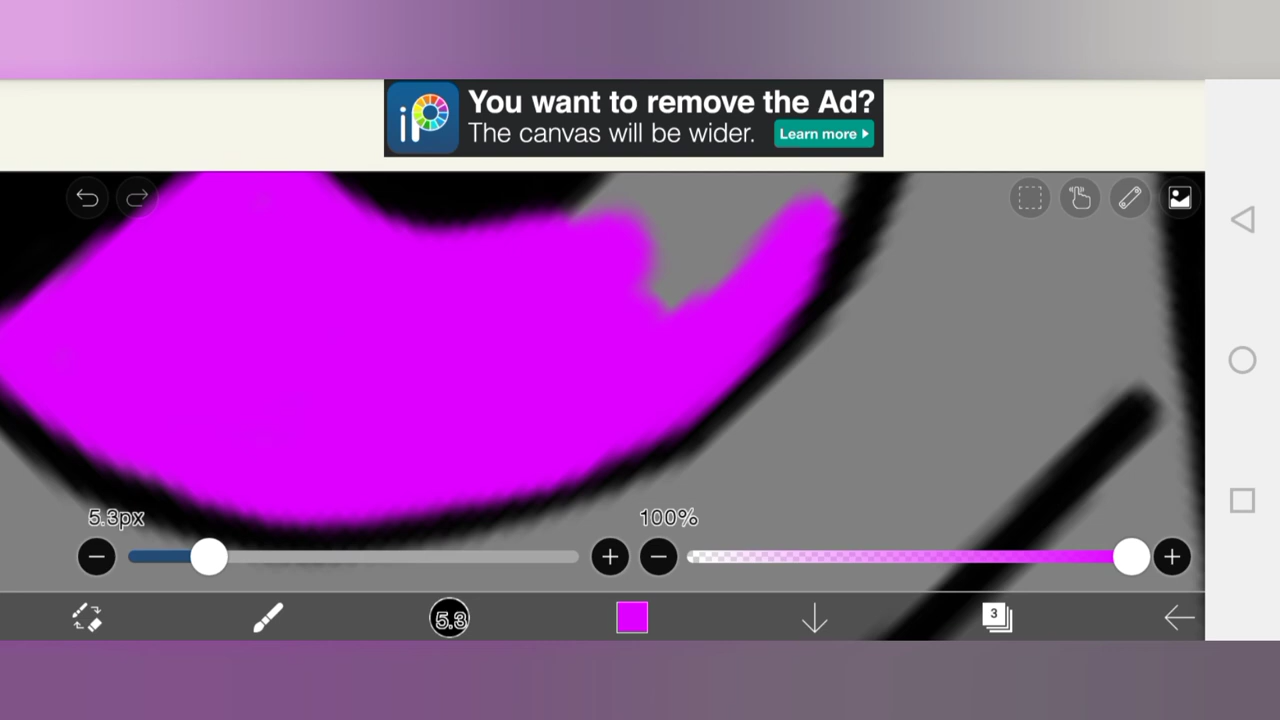 iP
You want to remove the Ad?
The canvas will be wider.
Learn more
5.3px
100%
5.3
3